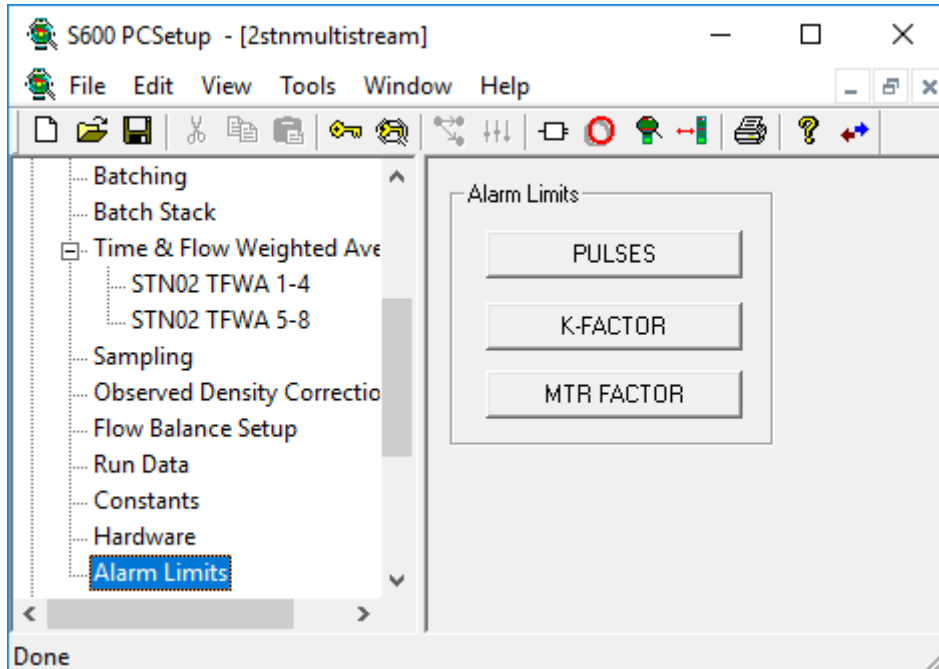 S600 PCSetup - [2stnmultistream]
File Edit View Tools Window Help
Batching
Batch Stack
Time & Flow Weighted Ave
STN02 TFWA 1-4
STN02 TFWA 5-8
Sampling
Observed Density Correctio
Flow Balance Setup
Run Data
Constants
Hardware
Alarm Limits
Alarm Limits
PULSES
K-FACTOR
MTR FACTOR
Done